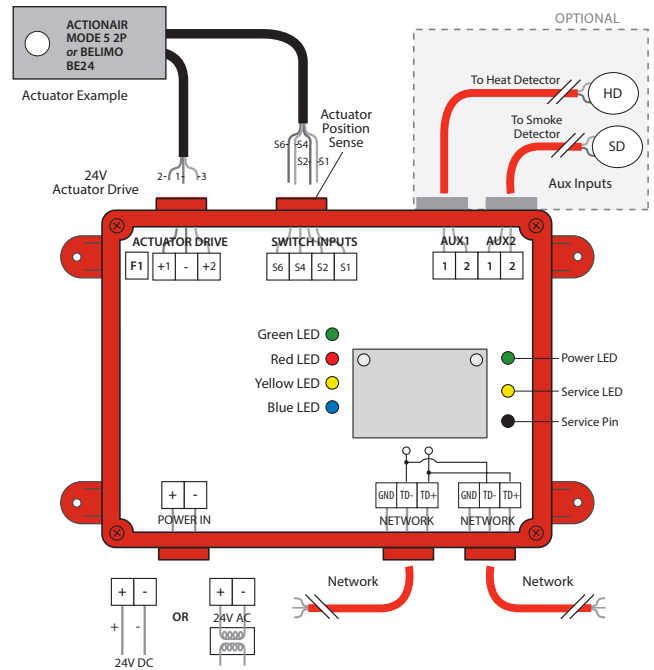 OPTIONAL
ACTIONAIR
MODE 5 2P
or BELIMO
BE24
Actuator Example
To Heat Detector
HD
To Smoke
Detector
SD
Aux Inputs
Actuator
Position
Sense
S6 S4
S2 S1
24V
Actuator Drive
2 1 3
ACTUATOR DRIVE
F1 +1 - +2
SWITCH INPUTS
S6 S4 S2 S1
AUX1 AUX2
1 2 1 2
Green LED
Red LED
Yellow LED
Blue LED
Power LED
Service LED
Service Pin
+ -
POWER IN
GND TD- TD+
NETWORK
GND TD- TD+
NETWORK
Network
Network
+ -
+ -
24V DC
OR
+ -
24V AC